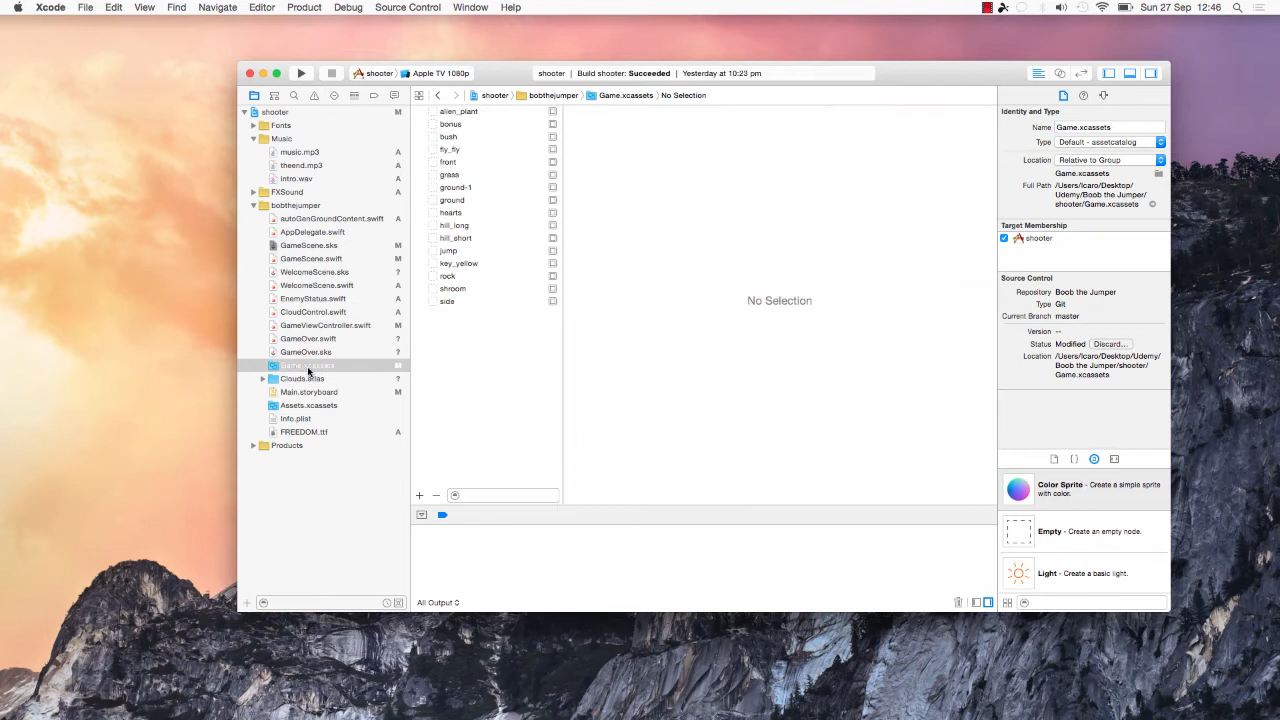 Xcode File Edit View Find Navigate Editor Product Debug Source Control Window Help Sun 27 Sep 12:46
shooter Apple TV 1080p shooter | Build shooter: Succeeded | Yesterday at 10:23 pm
shooter M
Fonts
Music
music.mp3 A
theend.mp3 A
intro.wav A
FXSound A
bobthejumper
autoGenGroundContent.swift A
AppDelegate.swift
GameScene.sks M
GameScene.swift M
WelcomeScene.sks ?
WelcomeScene.swift A
EnemyStatus.swift A
CloudControl.swift A
GameViewController.swift M
GameOver.swift ?
GameOver.sks ?
Game.xcassets M
Clouds.atlas ?
Main.storyboard M
Assets.xcassets
Info.plist
FREEDOM.ttf A
Products
shooter bobthejumper Game.xcassets No Selection
alien_plant
bonus
bush
fly_fly
front
grass
ground-1
ground
hearts
hill_long
hill_short
jump
key_yellow
rock
shroom
side
No Selection
All Output
Identity and Type
Name Game.xcassets
Type Default - assetcatalog
Location Relative to Group
Game.xcassets
Full Path /Users/Icaro/Desktop/
Udemy/Boob the Jumper/
shooter/Game.xcassets
Target Membership
shooter
Source Control
Repository Boob the Jumper
Type Git
Current Branch master
Version --
Status Modified Discard...
Location /Users/Icaro/Desktop/Udemy/
Boob the Jumper/shooter/
Game.xcassets
Color Sprite - Create a simple sprite
with color.
Empty - Create an empty node.
Light - Create a basic light.